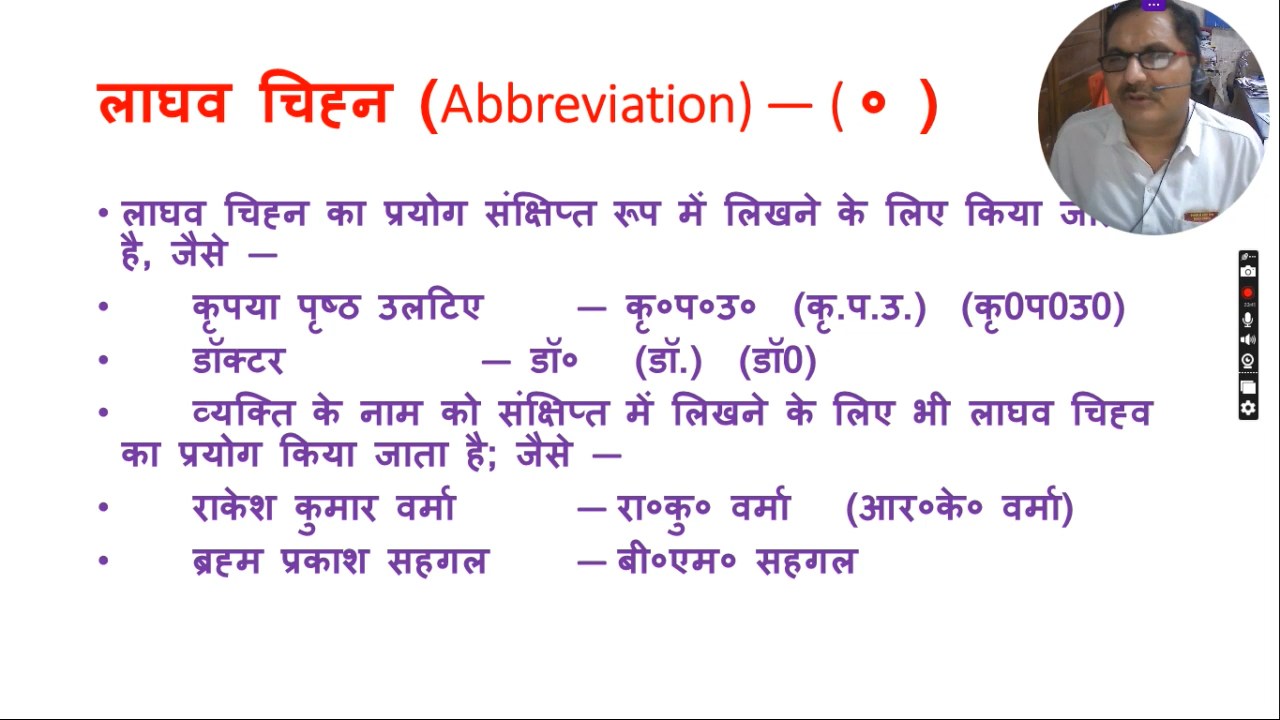 लाघव चिह्न (Abbreviation) — ( ॰ )
• लाघव चिह्न का प्रयोग संक्षिप्त रूप में लिखने के लिए किया
है, जैसे —
• कृपया पृष्ठ उलटिए — कृ॰प॰उ॰ (कृ.प.उ.) (कृ0प0उ0)
• डॉक्टर — डॉ॰ (डॉ.) (डॉ0)
• व्यक्ति के नाम को संक्षिप्त में लिखने के लिए भी लाघव चिह्व
का प्रयोग किया जाता है; जैसे —
• राकेश कुमार वर्मा — रा॰कु॰ वर्मा (आर॰के॰ वर्मा)
• ब्रह्म प्रकाश सहगल — बी॰एम॰ सहगल